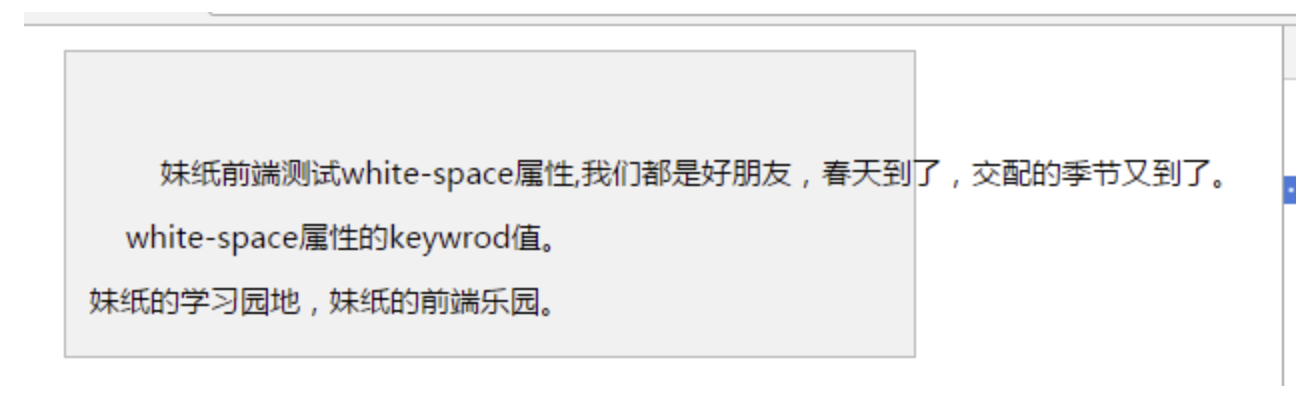 妹纸前端测试white-space属性,我们都是好朋友，春天到了，交配的季节又到了。
white-space属性的keywrod值。
妹纸的学习园地，妹纸的前端乐园。